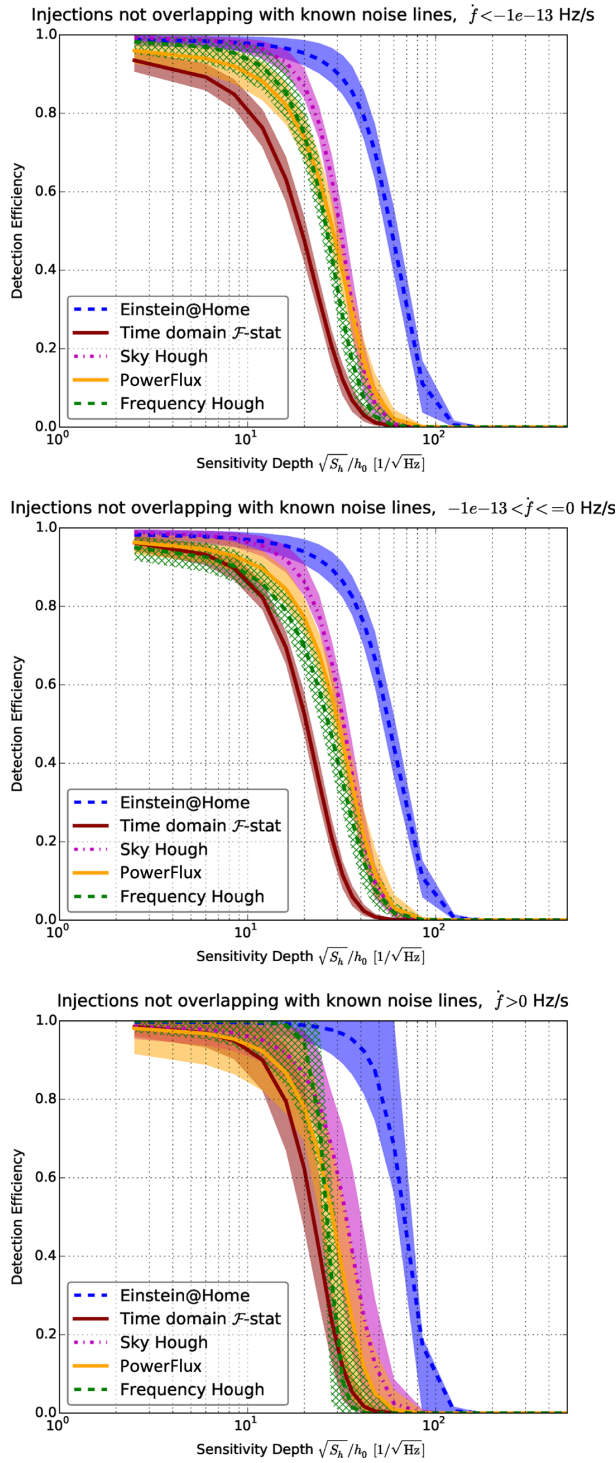 Injections not overlapping with known noise lines, ḟ<−1e−13 Hz/s
1.0
0.8
0.6
0.4
0.2
0.0
Detection Efficiency
Einstein@Home
Time domain ℱ-stat
Sky Hough
PowerFlux
Frequency Hough
10⁰ 10¹ 10²
Sensitivity Depth √S_h/h₀ [1/√Hz]
Injections not overlapping with known noise lines, −1e−13<ḟ<=0 Hz/s
1.0
0.8
0.6
0.4
0.2
0.0
Detection Efficiency
Einstein@Home
Time domain ℱ-stat
Sky Hough
PowerFlux
Frequency Hough
10⁰ 10¹ 10²
Sensitivity Depth √S_h/h₀ [1/√Hz]
Injections not overlapping with known noise lines, ḟ>0 Hz/s
1.0
0.8
0.6
0.4
0.2
0.0
Detection Efficiency
Einstein@Home
Time domain ℱ-stat
Sky Hough
PowerFlux
Frequency Hough
10⁰ 10¹ 10²
Sensitivity Depth √S_h/h₀ [1/√Hz]